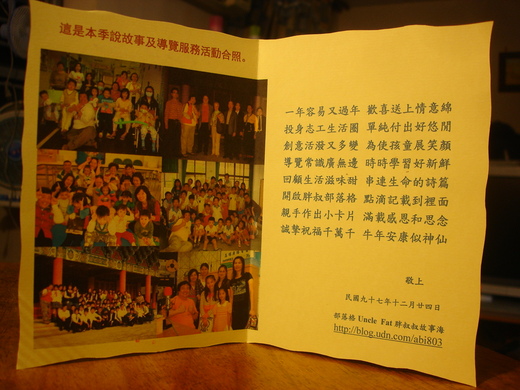 這是本季說故事及導覽服務活動合照。
一年容易又過年 歡喜送上情意綿
投身志工生活圈 單純付出好悠閒
創意活潑又多變 為使孩童展笑顏
導覽常識廣無邊 時時學習好新鮮
回顧生活滋味甜 串連生命的詩篇
開啟胖叔部落格 點滴記載到裡面
親手作出小卡片 滿載感恩和思念
誠摯祝福千萬千 牛年安康似神仙
敬上
民國九十七年十二月廿四日
部落格 Uncle Fat 胖叔叔故事海
http://blog.udn.com/abi803